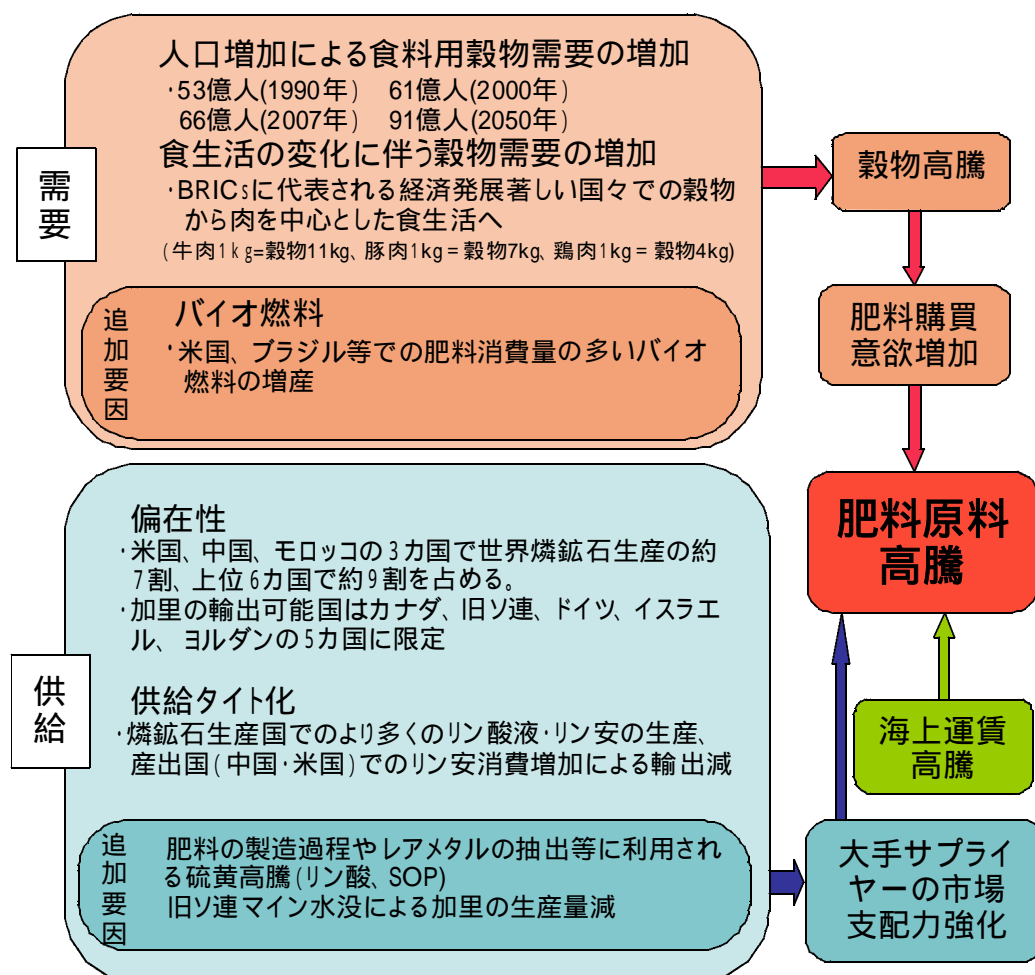 人口増加による食料用穀物需要の増加
・53億人(1990年) 61億人(2000年)
66億人(2007年) 91億人(2050年)
食生活の変化に伴う穀物需要の増加
・BRICsに代表される経済発展著しい国々での穀物
から肉を中心とした食生活へ
(牛肉1kg=穀物11kg、豚肉1kg=穀物7kg、鶏肉1kg=穀物4kg)
需要
追加要因
バイオ燃料
・米国、ブラジル等での肥料消費量の多いバイオ
燃料の増産
穀物高騰
肥料購買
意欲増加
肥料原料
高騰
偏在性
・米国、中国、モロッコの3カ国で世界燐鉱石生産の約
7割、上位6カ国で約9割を占める。
・加里の輸出可能国はカナダ、旧ソ連、ドイツ、イスラエ
ル、ヨルダンの5カ国に限定
供給
供給タイト化
・燐鉱石生産国でのより多くのリン酸液・リン安の生産、
産出国(中国・米国)でのリン安消費増加による輸出減
追加要因
肥料の製造過程やレアメタルの抽出等に利用され
る硫黄高騰(リン酸、SOP)
旧ソ連マイン水没による加里の生産量減
海上運賃
高騰
大手サプライ
ヤーの市場
支配力強化